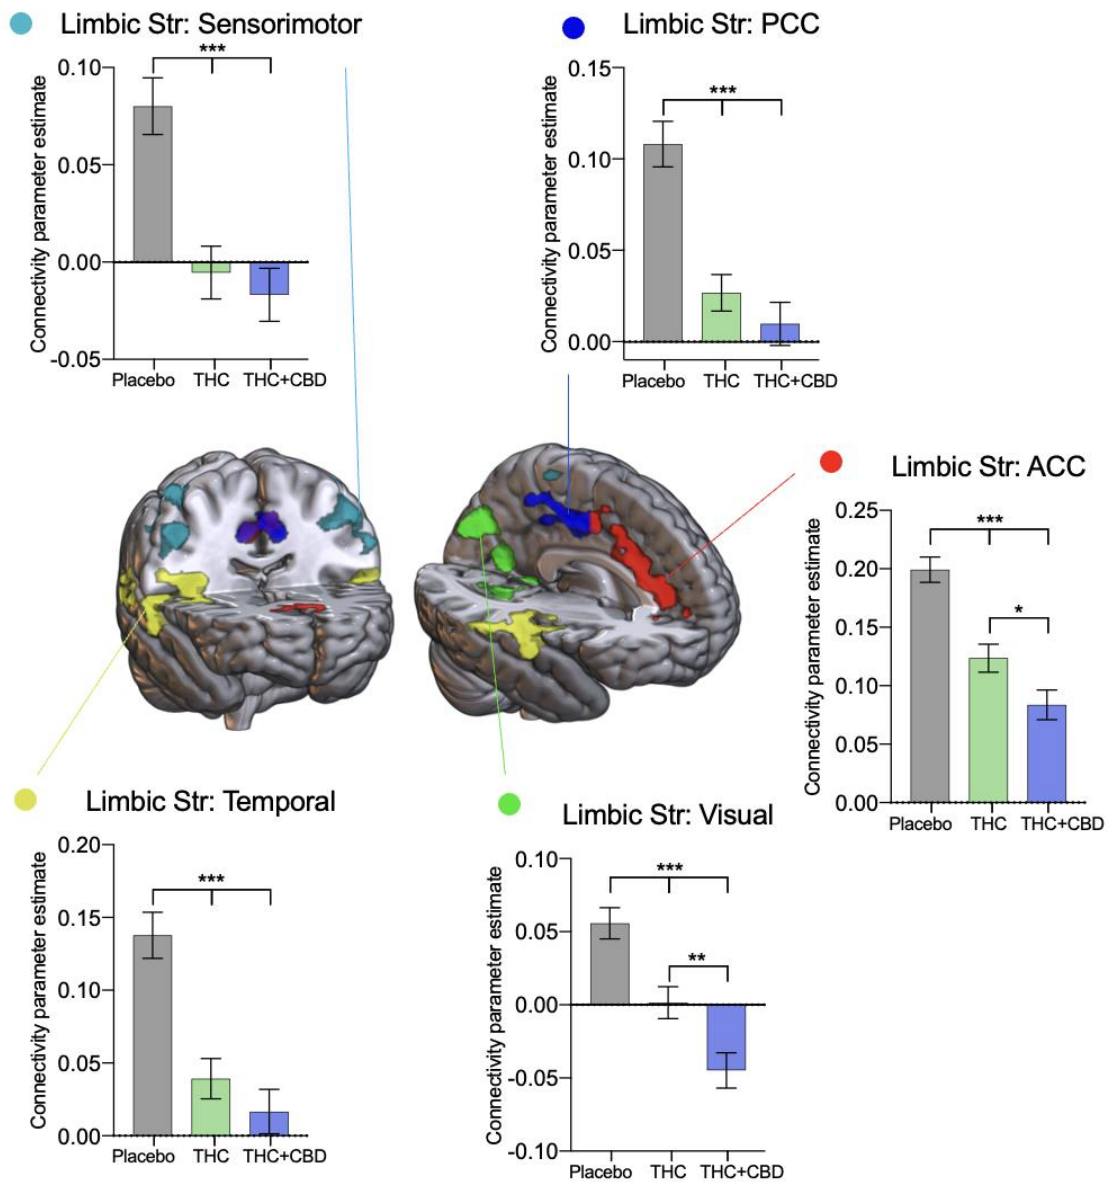 Limbic Str: Sensorimotor
***
Connectivity parameter estimate
0.10
0.05
0.00
-0.05
Placebo THC THC+CBD
Limbic Str: PCC
***
Connectivity parameter estimate
0.15
0.10
0.05
0.00
Placebo THC THC+CBD
Limbic Str: ACC
***
*
Connectivity parameter estimate
0.25
0.20
0.15
0.10
0.05
0.00
Placebo THC THC+CBD
Limbic Str: Temporal
***
Connectivity parameter estimate
0.20
0.15
0.10
0.05
0.00
Placebo THC THC+CBD
Limbic Str: Visual
***
**
Connectivity parameter estimate
0.10
0.05
0.00
-0.05
-0.10
Placebo THC THC+CBD